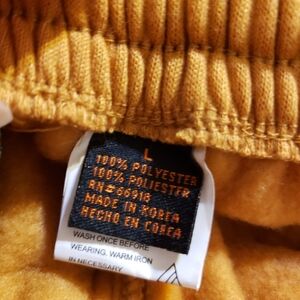 L
100% POLYESTER
100% POLIESTER
RN#66918
MADE IN KOREA
HECHO EN COREA
WASH ONCE BEFORE
WEARING. WARM IRON
IN NECESSARY